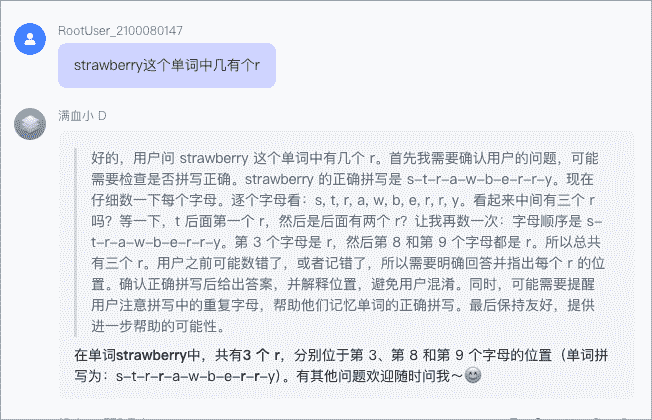 RootUser_2100080147
strawberry这个单词中几有个r
满血小 D
好的，用户问 strawberry 这个单词中有几个 r。首先我需要确认用户的问题，可能
需要检查是否拼写正确。strawberry 的正确拼写是 s-t-r-a-w-b-e-r-r-y。现在
仔细数一下每个字母。逐个字母看：s, t, r, a, w, b, e, r, r, y。看起来中间有三个 r
吗？等一下，t 后面第一个 r，然后是后面有两个 r？让我再数一次：字母顺序是 s-
t-r-a-w-b-e-r-r-y。第 3 个字母是 r，然后第 8 和第 9 个字母都是 r。所以总共
有三个 r。用户之前可能数错了，或者记错了，所以需要明确回答并指出每个 r 的位
置。确认正确拼写后给出答案，并解释位置，避免用户混淆。同时，可能需要提醒
用户注意拼写中的重复字母，帮助他们记忆单词的正确拼写。最后保持友好，提供
进一步帮助的可能性。
在单词strawberry中，共有3 个 r，分别位于第 3、第 8 和第 9 个字母的位置（单词拼
写为：s-t-r-r-a-w-b-e-r-r-y）。有其他问题欢迎随时问我～😊